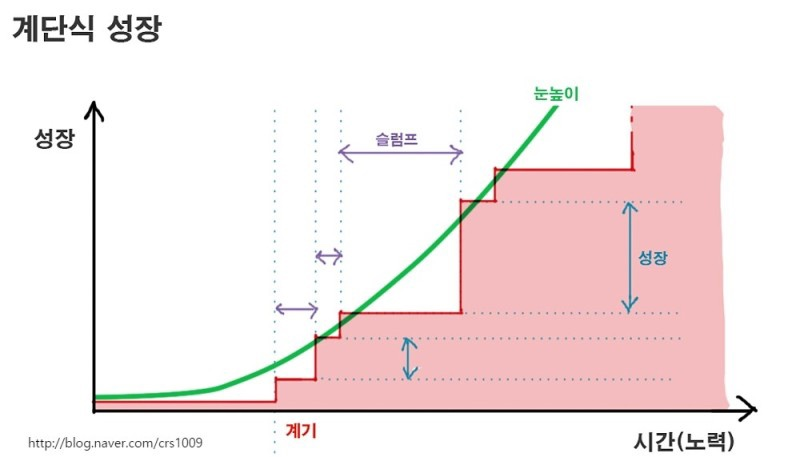 계단식 성장
눈높이
성장
슬럼프
성장
계기
http://blog.naver.com/crs1009
시간(노력)